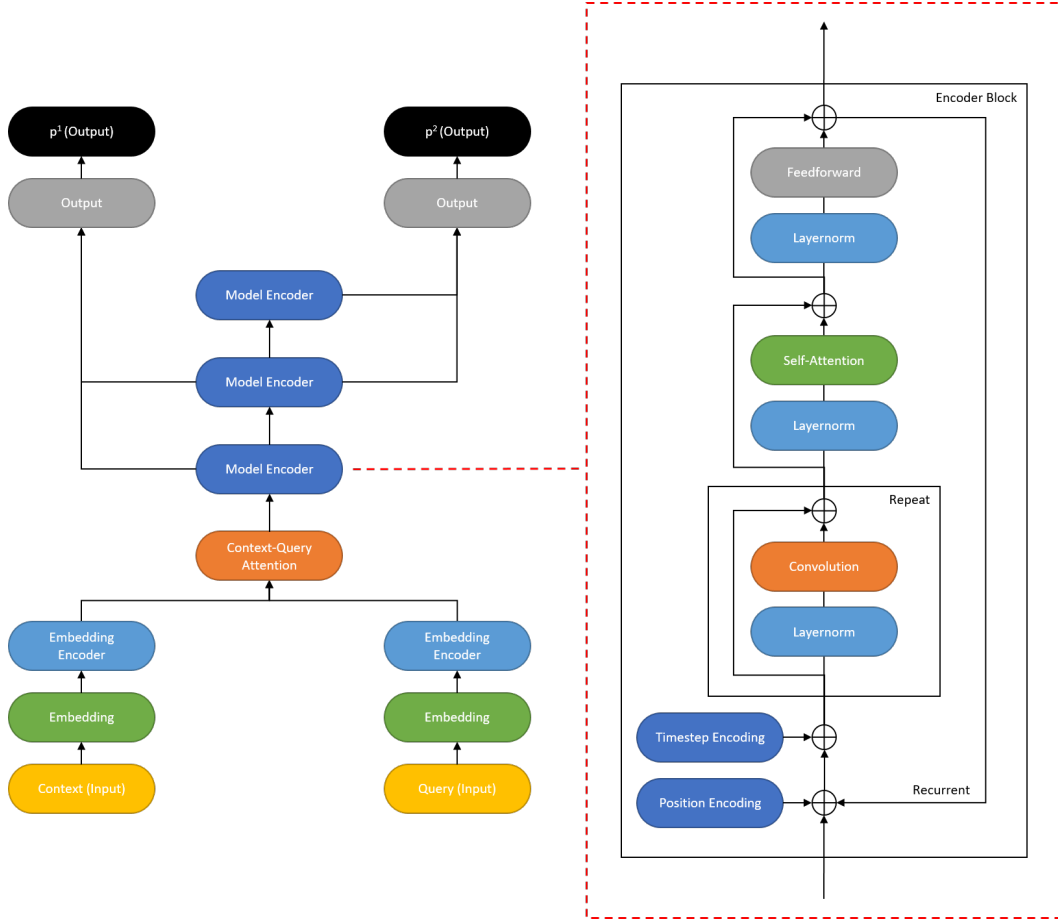 p¹ (Output)
p² (Output)
Output
Output
Model Encoder
Model Encoder
Model Encoder
Context-Query
Attention
Embedding
Encoder
Embedding
Encoder
Embedding
Embedding
Context (Input)
Query (Input)
Encoder Block
Feedforward
Layernorm
Self-Attention
Layernorm
Repeat
Convolution
Layernorm
Timestep Encoding
Position Encoding
Recurrent